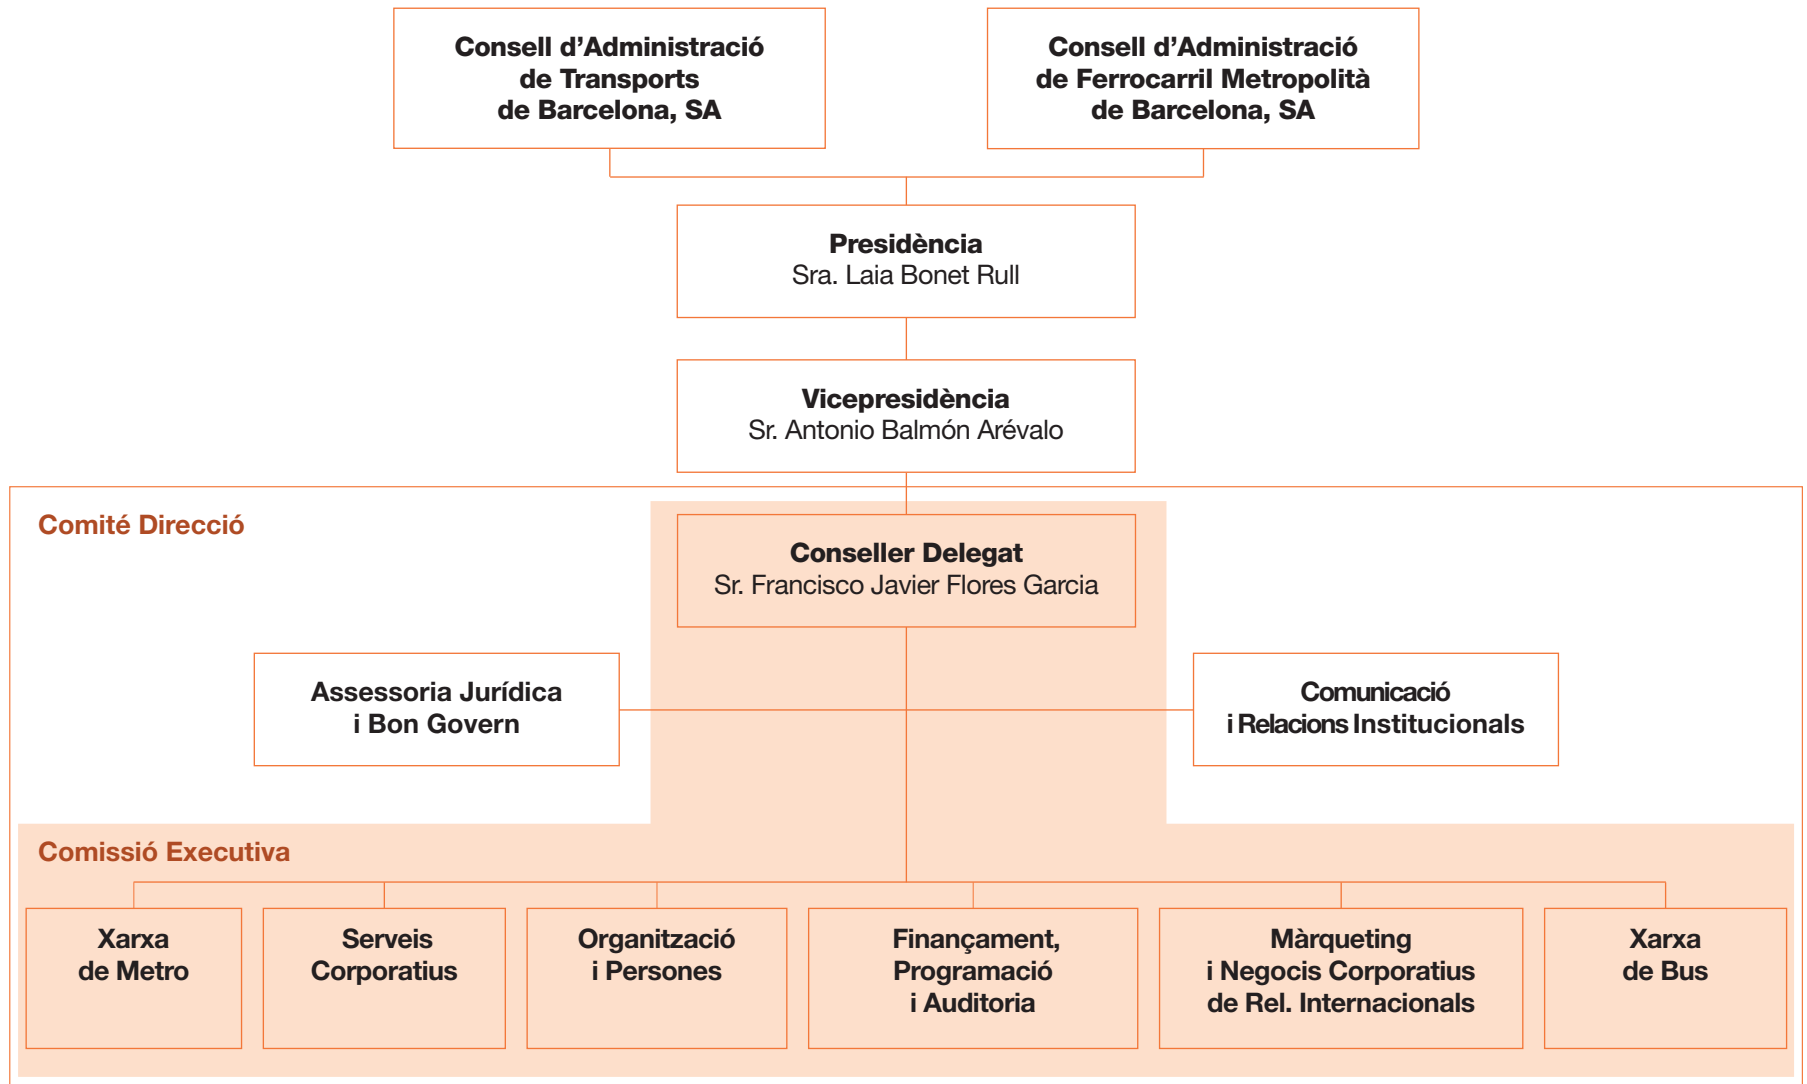 Consell d’Administració
de Transports
de Barcelona, SA
Consell d’Administració
de Ferrocarril Metropolità
de Barcelona, SA
Presidència
Sra. Laia Bonet Rull
Vicepresidència
Sr. Antonio Balmón Arévalo
Comité Direcció
Conseller Delegat
Sr. Francisco Javier Flores Garcia
Assessoria Jurídica
i Bon Govern
Comunicació
i Relacions Institucionals
Comissió Executiva
Xarxa
de Metro
Serveis
Corporatius
Organització
i Persones
Finançament,
Programació
i Auditoria
Màrqueting
i Negocis Corporatius
de Rel. Internacionals
Xarxa
de Bus